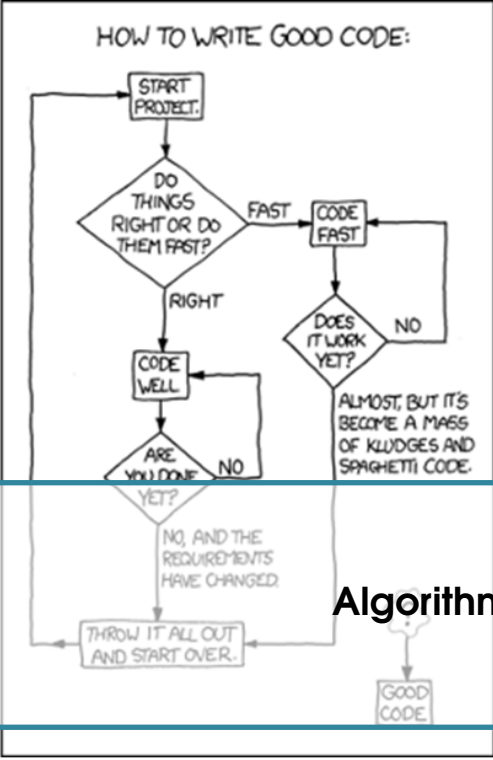 HOW TO WRITE GOOD CODE:
START
PROJECT.
DO
THINGS
RIGHT OR DO
THEM FAST?
FAST
CODE
FAST
RIGHT
DOES
IT WORK
YET?
NO
CODE
WELL
ALMOST, BUT IT'S
BECOME A MASS
OF KLUDGES AND
SPAGHETTI CODE.
ARE
YOU DONE
YET?
NO
NO, AND THE
REQUIREMENTS
HAVE CHANGED.
THROW IT ALL OUT
AND START OVER.
?
GOOD
CODE